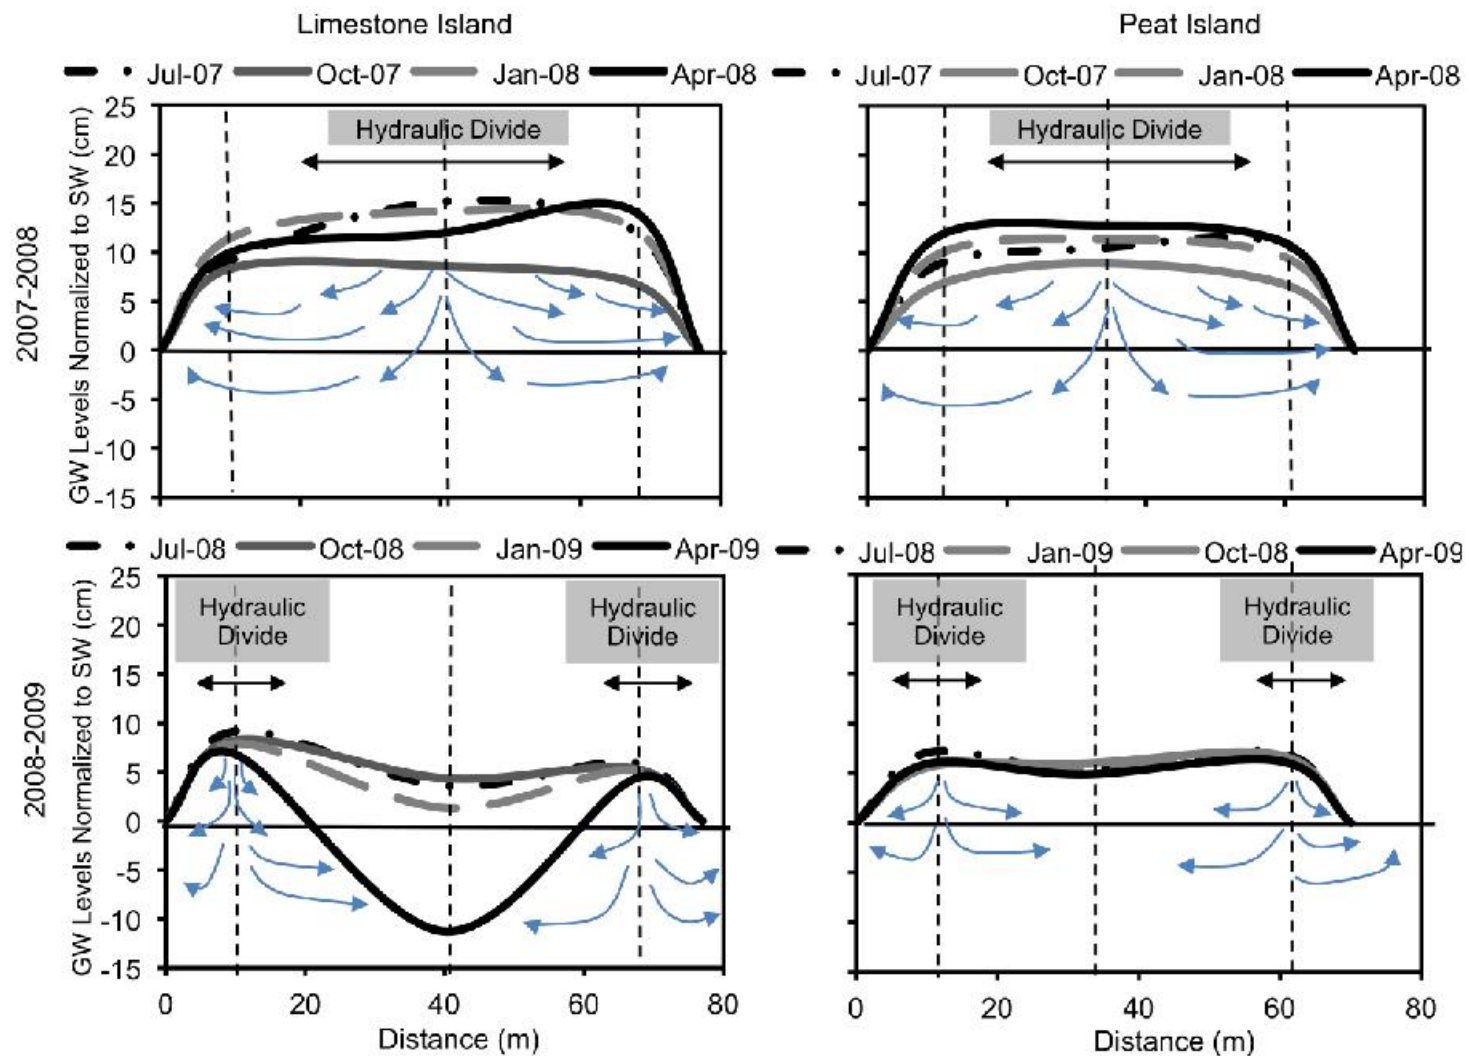 Limestone Island
Peat Island
Jul-07 Oct-07 Jan-08 Apr-08
Jul-07 Oct-07 Jan-08 Apr-08
2007-2008
GW Levels Normalized to SW (cm)
25
20
15
10
5
0
-5
-10
-15
Hydraulic Divide
Hydraulic Divide
Jul-08 Oct-08 Jan-09 Apr-09
Jul-08 Jan-09 Oct-08 Apr-09
2008-2009
GW Levels Normalized to SW (cm)
25
20
15
10
5
0
-5
-10
-15
Hydraulic
Divide
Hydraulic
Divide
Hydraulic
Divide
Hydraulic
Divide
0 20 40 60 80
Distance (m)
0 20 40 60 80
Distance (m)